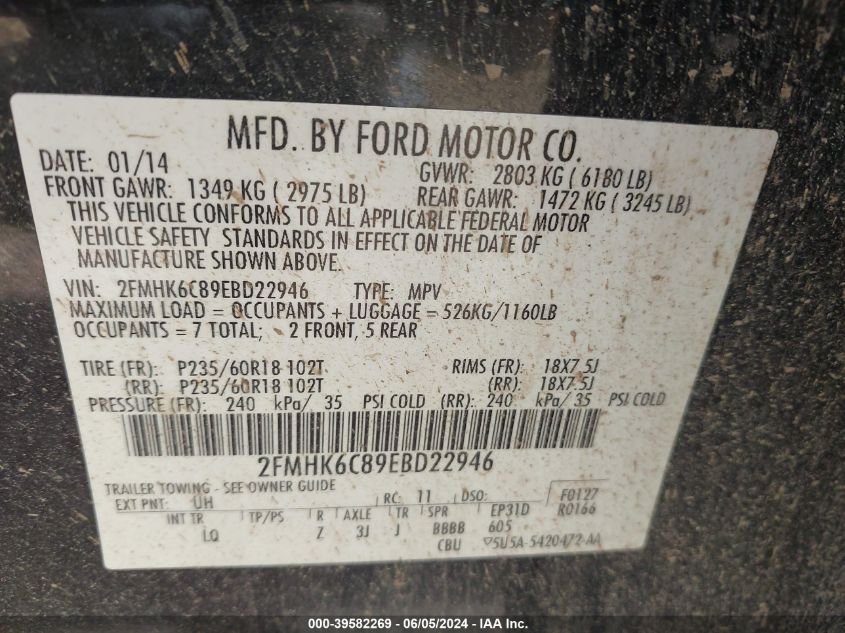 MFD. BY FORD MOTOR CO.
DATE: 01/14 GVWR: 2803 KG ( 6180 LB)
FRONT GAWR: 1349 KG ( 2975 LB) REAR GAWR: 1472 KG ( 3245 LB)
THIS VEHICLE CONFORMS TO ALL APPLICABLE FEDERAL MOTOR
VEHICLE SAFETY STANDARDS IN EFFECT ON THE DATE OF
MANUFACTURE SHOWN ABOVE.
VIN: 2FMHK6C89EBD22946 TYPE: MPV
MAXIMUM LOAD = OCCUPANTS + LUGGAGE = 526KG/1160LB
OCCUPANTS = 7 TOTAL; 2 FRONT, 5 REAR
TIRE (FR): P235/60R18 102T RIMS (FR): 18X7.5J
(RR): P235/60R18 102T (RR): 18X7.5J
PRESSURE (FR): 240 kPa/ 35 PSI COLD (RR): 240 kPa/ 35 PSI COLD
2FMHK6C89EBD22946
TRAILER TOWING - SEE OWNER GUIDE
EXT PNT: UH RC: 11 DSO: F0127
R0166
INT TR TP/PS R AXLE TR SPR EP31D
LQ Z 3J J BBBB 605
CBU 5U5A-5420472-AA
000-39582269 - 06/05/2024 - IAA Inc.